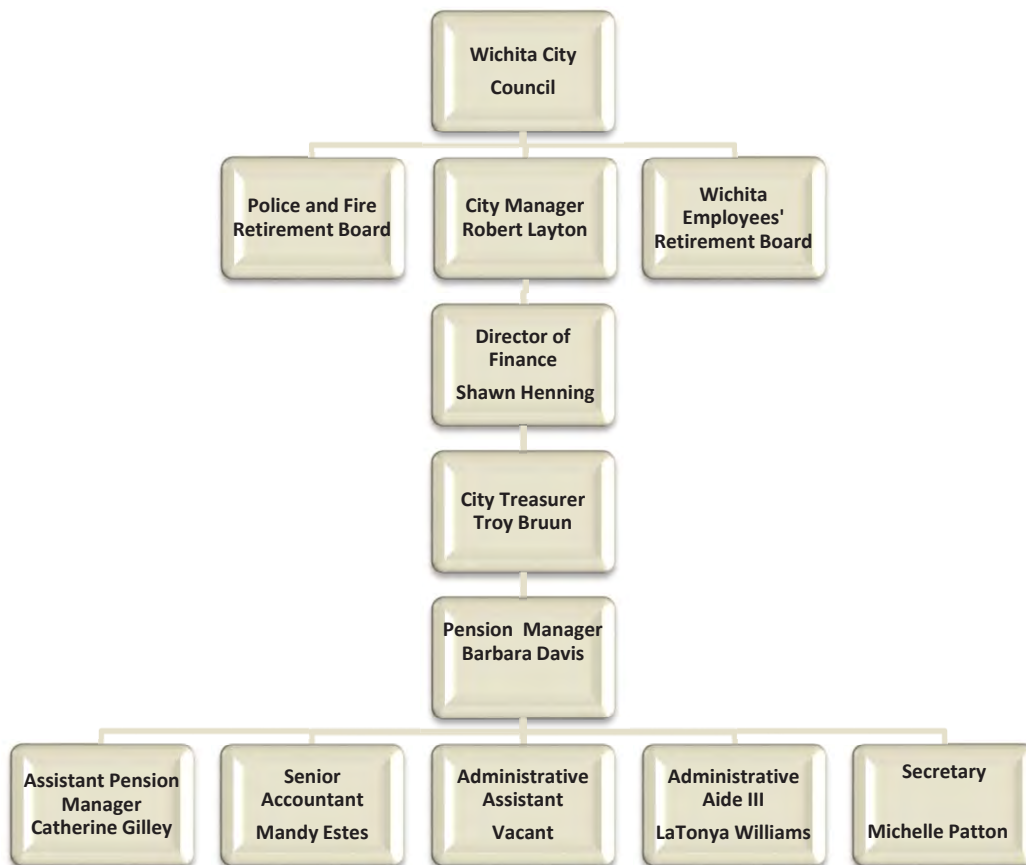 Wichita City
Council
Police and Fire
Retirement Board
City Manager
Robert Layton
Wichita
Employees'
Retirement Board
Director of
Finance
Shawn Henning
City Treasurer
Troy Bruun
Pension Manager
Barbara Davis
Assistant Pension
Manager
Catherine Gilley
Senior
Accountant
Mandy Estes
Administrative
Assistant
Vacant
Administrative
Aide III
LaTonya Williams
Secretary
Michelle Patton